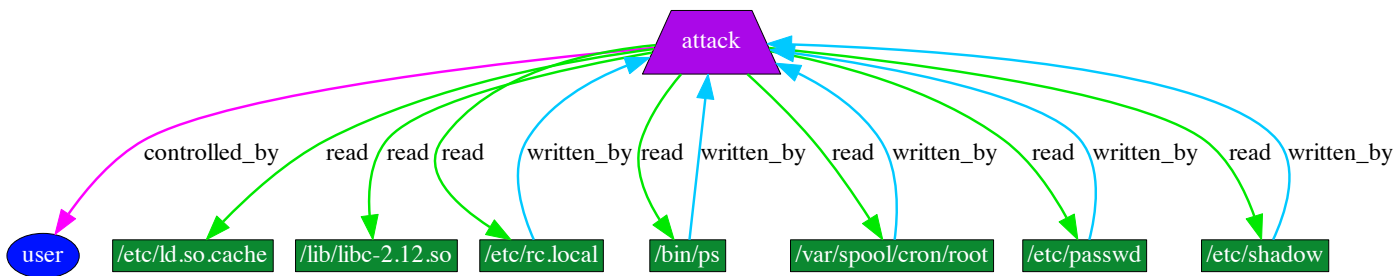 attack
controlled_by
read
read
read
written_by
read
written_by
read
written_by
read
written_by
read
written_by
user
/etc/ld.so.cache
/lib/libc-2.12.so
/etc/rc.local
/bin/ps
/var/spool/cron/root
/etc/passwd
/etc/shadow